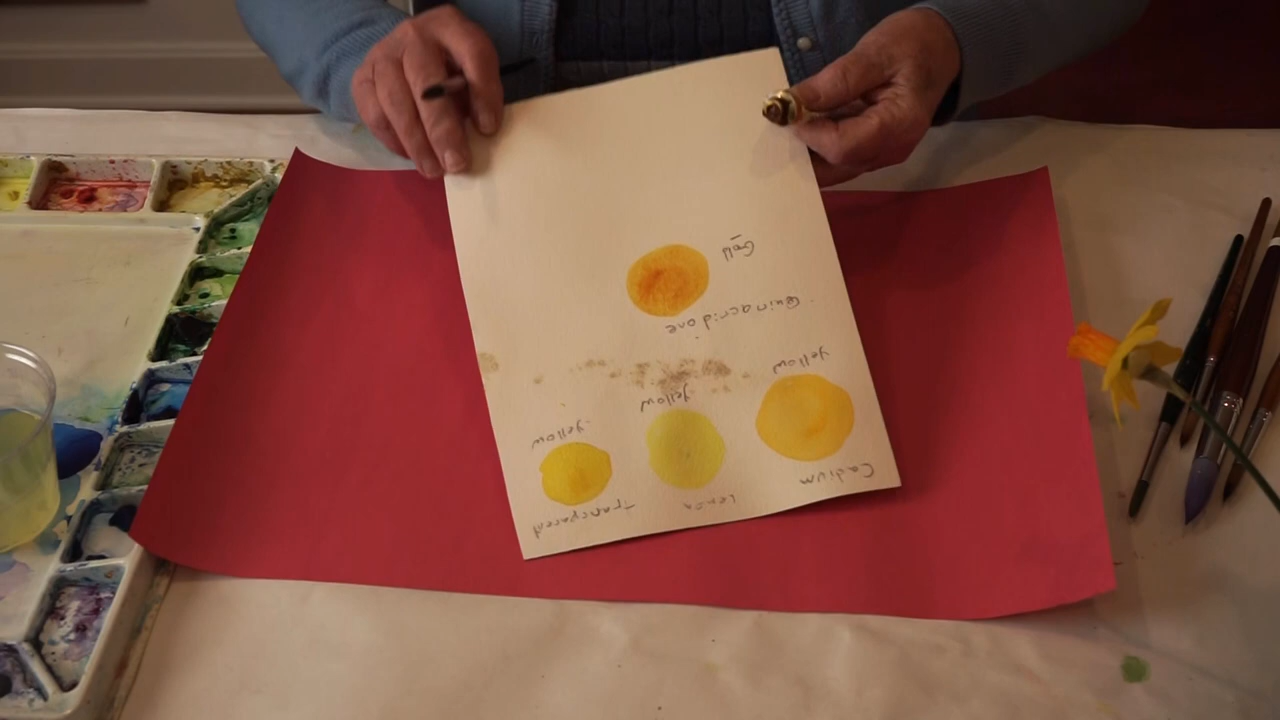 Cadium
yellow
Lemon
yellow
Transparent
yellow
Quinacridone
Gold